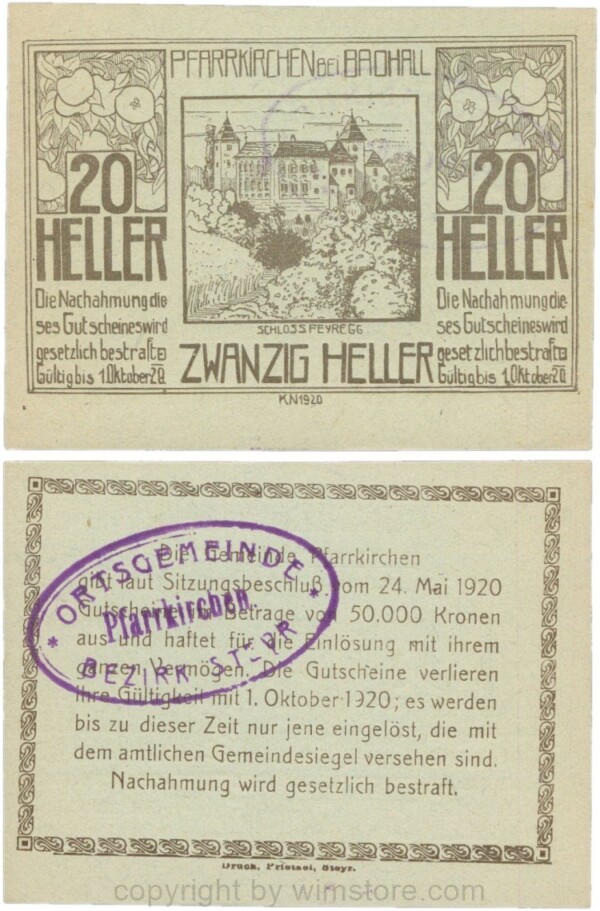 PFARRKIRCHEN BEI BADHALL
20
HELLER
Die Nachahmung die-
ses Gutscheines wird
gesetzlich bestraft
Gültig bis 1. Oktober 20.
SCHLOSS FEYREGG
ZWANZIG HELLER
20
HELLER
Die Nachahmung die-
ses Gutscheines wird
gesetzlich bestraft
Gültig bis 1. Oktober 20.
K.N 1920
Die Gemeinde Pfarrkirchen
gibt laut Sitzungsbeschluß vom 24. Mai 1920
Gutscheine im Betrage von 50.000 Kronen
aus und haftet für die Einlösung mit ihrem
ganzen Vermögen. Die Gutscheine verlieren
ihre Gültigkeit mit 1. Oktober 1920; es werden
bis zu dieser Zeit nur jene eingelöst, die mit
dem amtlichen Gemeindesiegel versehen sind.
Nachahmung wird gesetzlich bestraft.
* ORTSGEMEINDE *
Pfarrkirchen
BEZIRK STEYR
Druck. Prietzel, Steyr.
copyright by wimstore.com